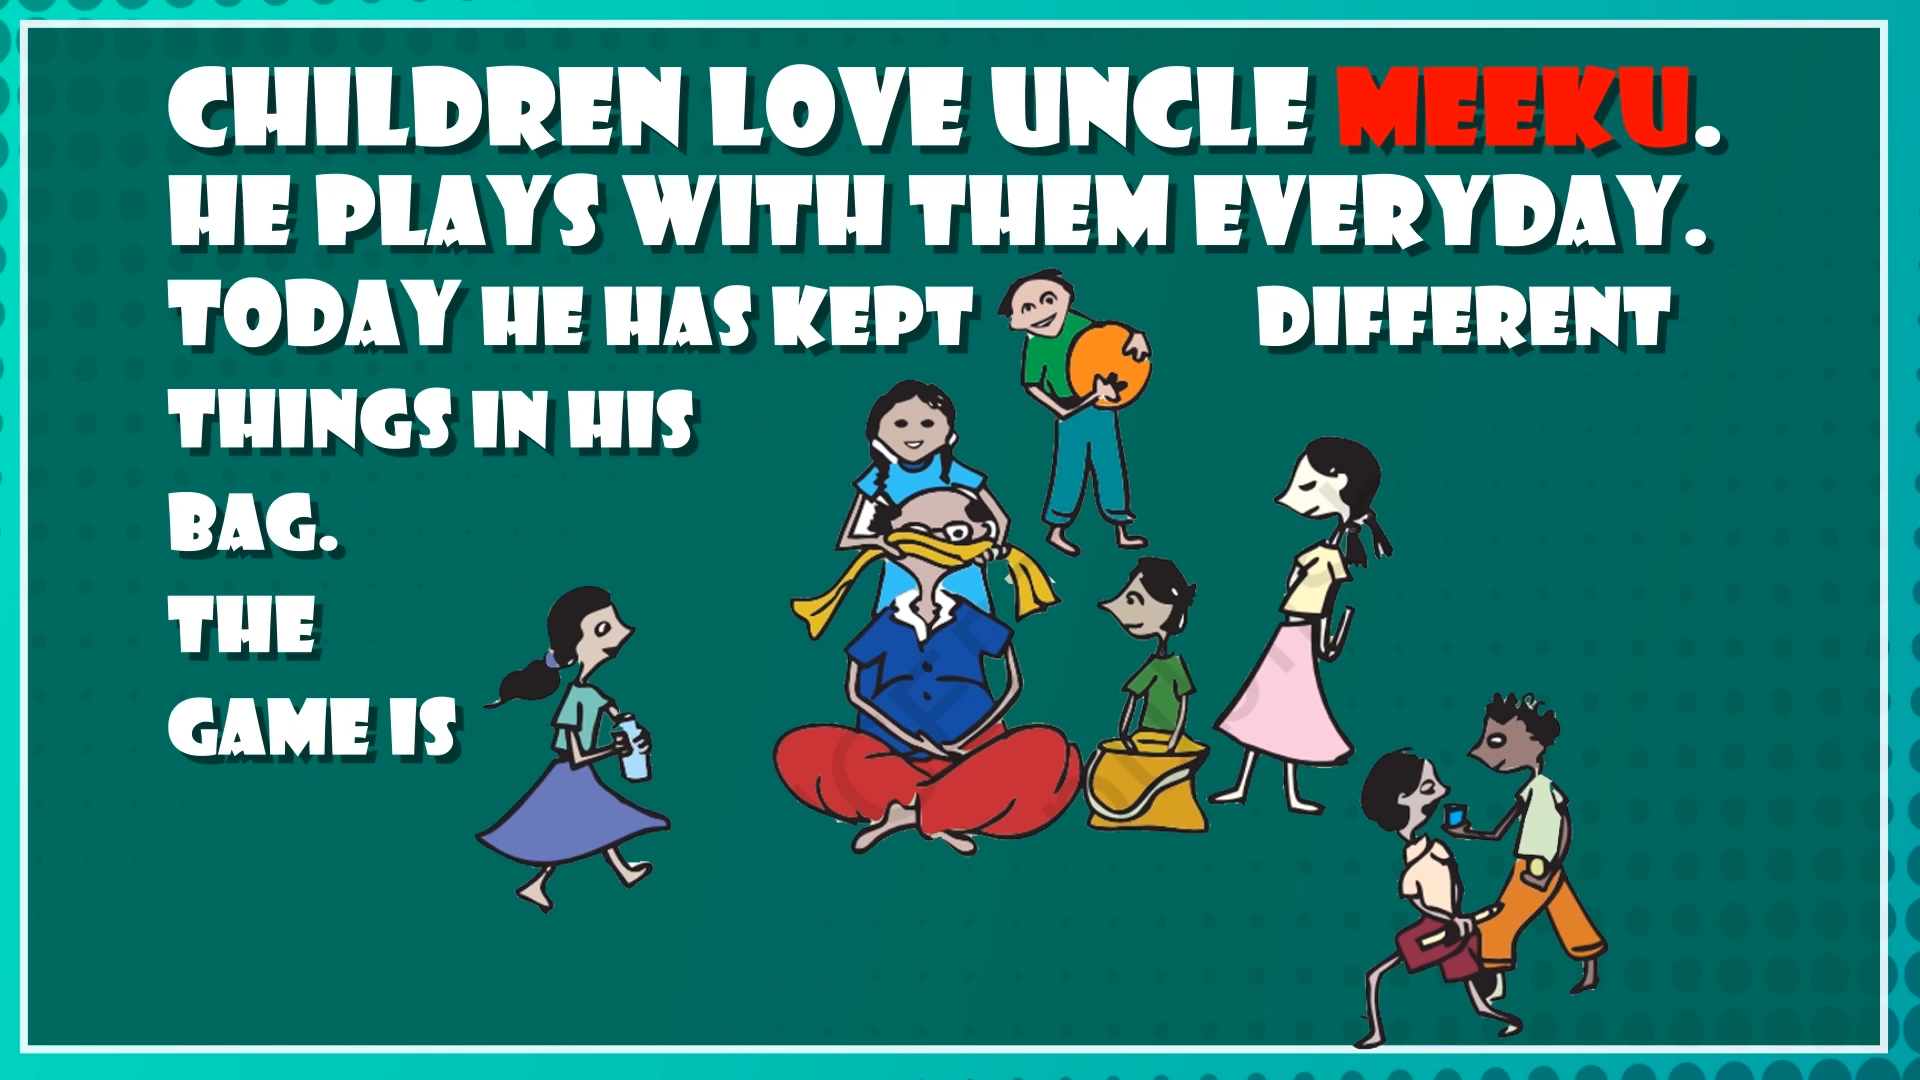 CHILDREN LOVE UNCLE MEEKU.
HE PLAYS WITH THEM EVERYDAY.
TODAY HE HAS KEPT DIFFERENT
THINGS IN HIS
BAG.
THE
GAME IS